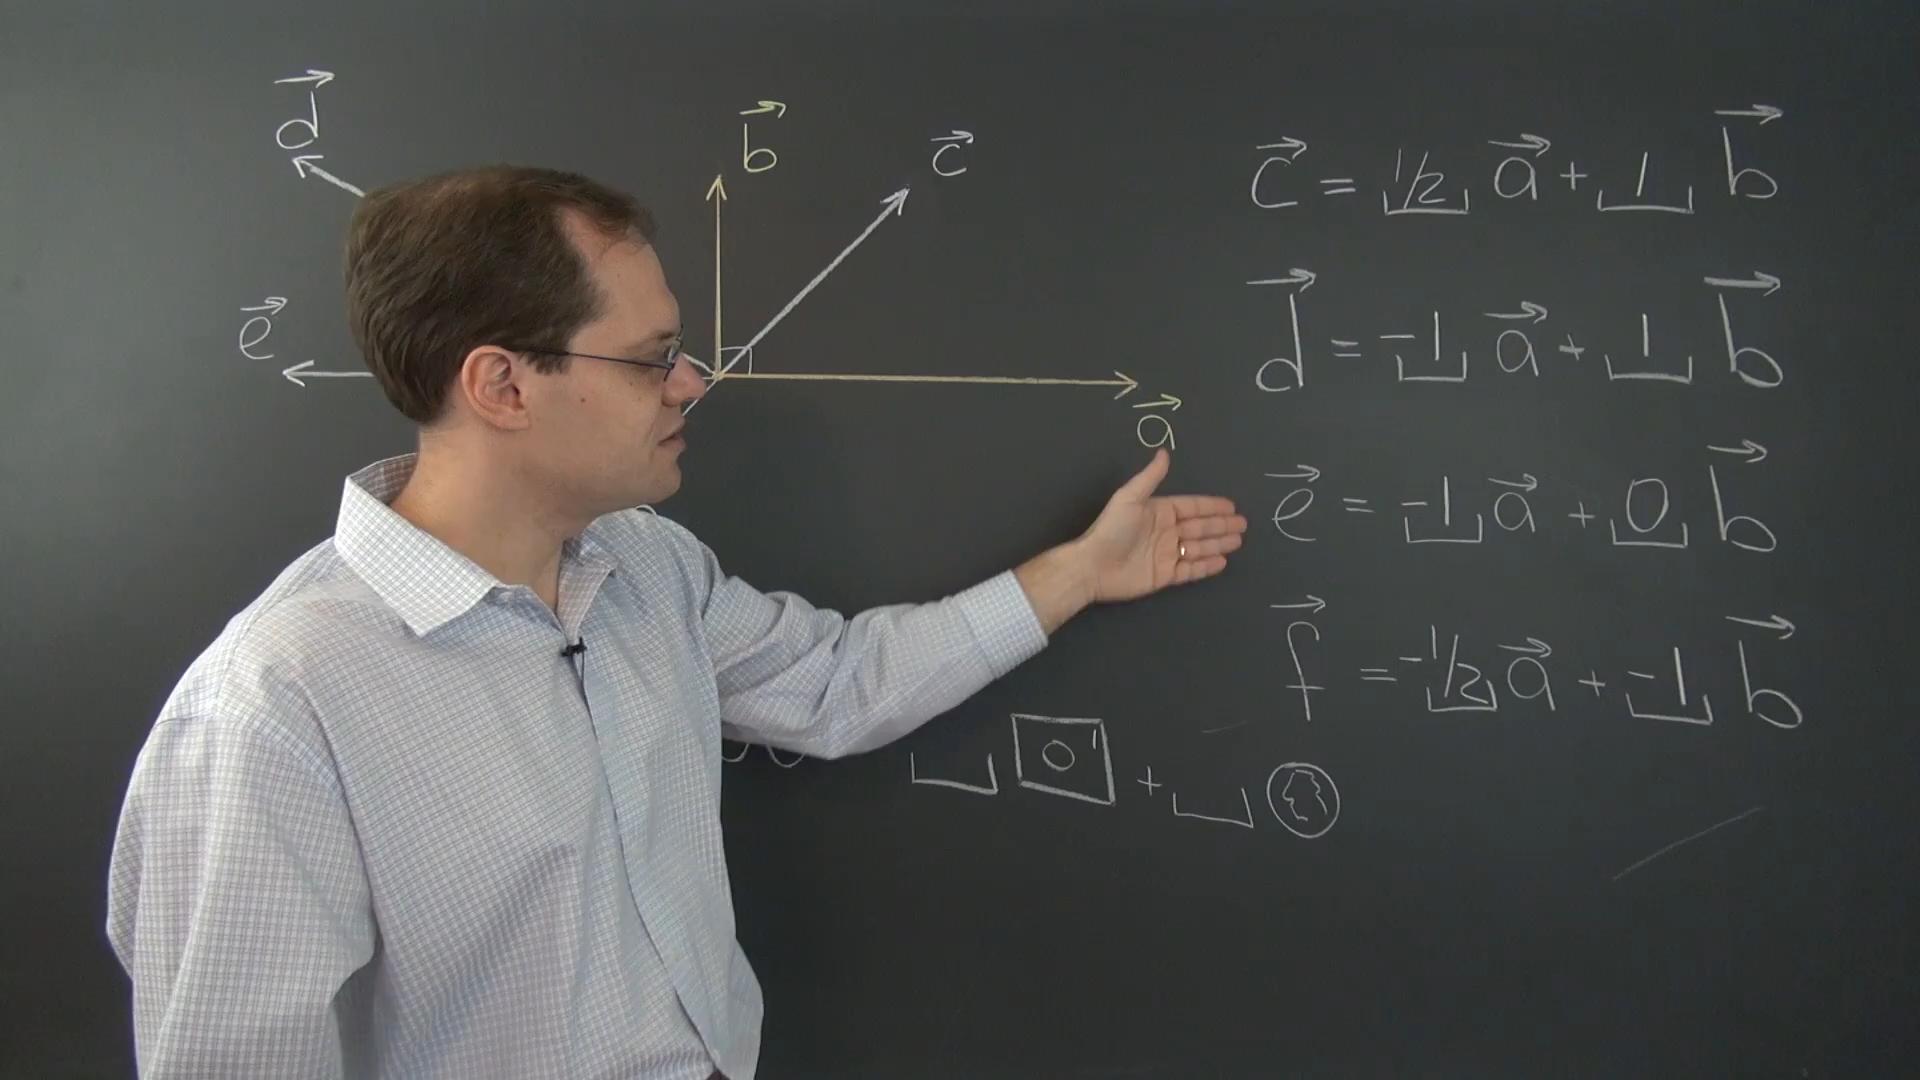 d⃗
b⃗
c⃗
e⃗
a⃗
c⃗ = 1/2 a⃗ + 1 b⃗
d⃗ = -1 a⃗ + 1 b⃗
e⃗ = -1 a⃗ + 0 b⃗
f⃗ = -1/2 a⃗ + -1 b⃗
+